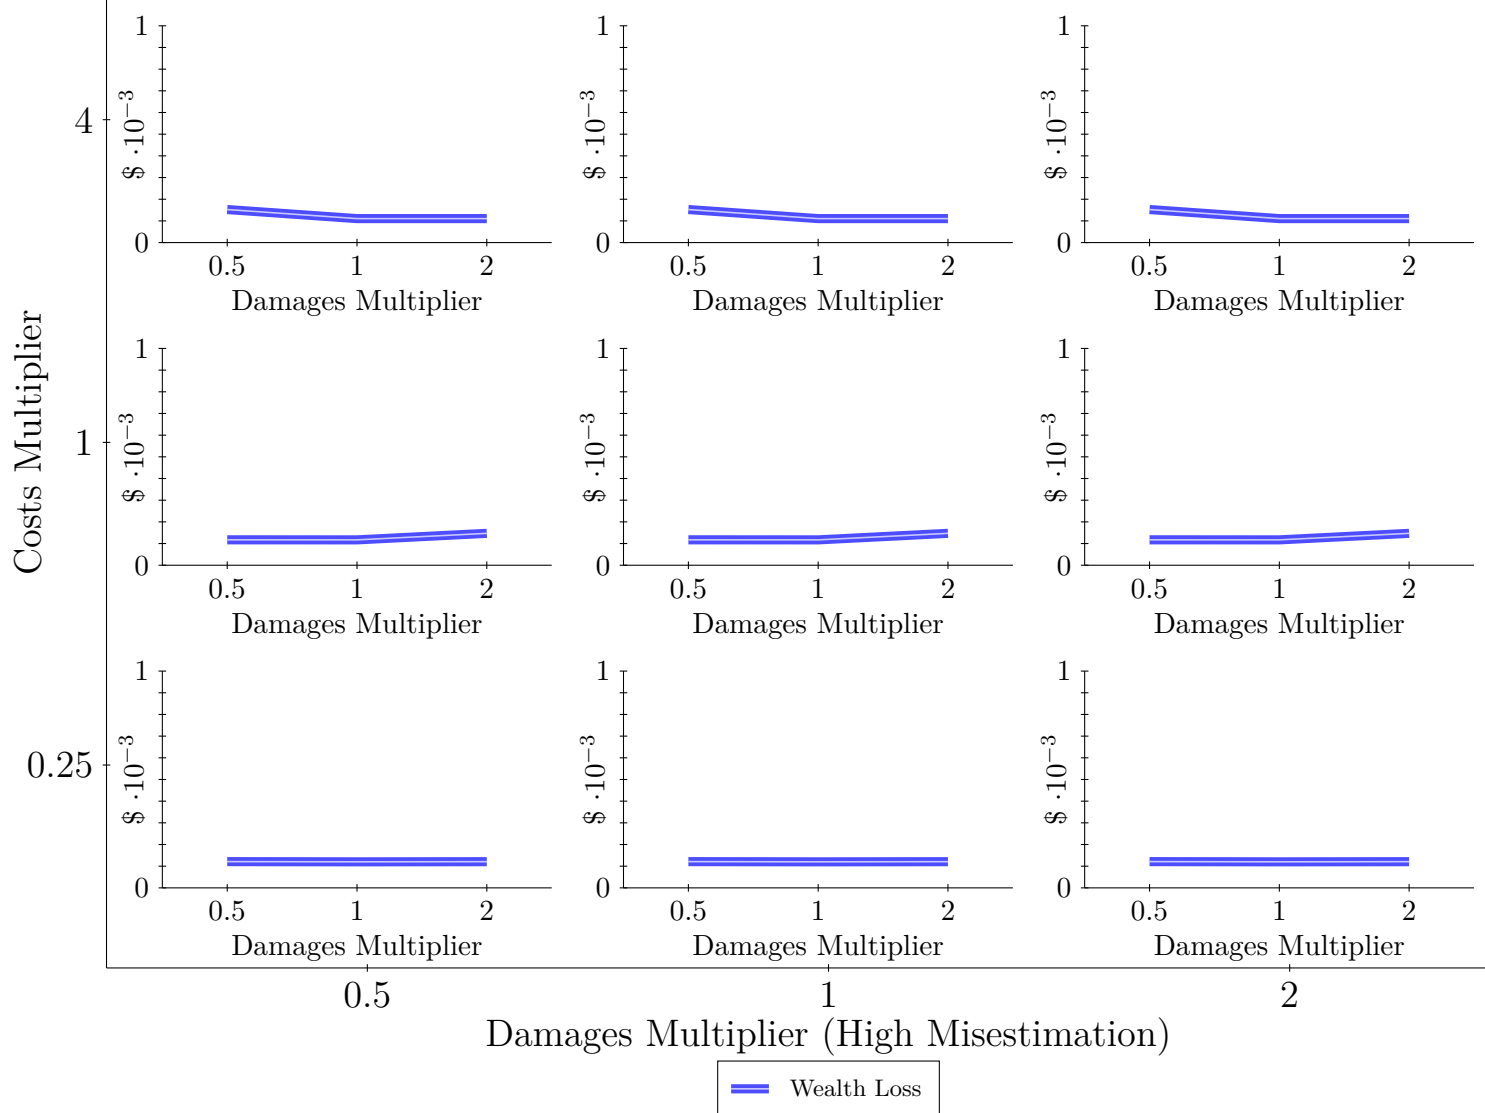 Costs Multiplier
4
1
0.25
1
$ ·10⁻³
0
0.5 1 2
Damages Multiplier
1
$ ·10⁻³
0
0.5 1 2
Damages Multiplier
1
$ ·10⁻³
0
0.5 1 2
Damages Multiplier
1
$ ·10⁻³
0
0.5 1 2
Damages Multiplier
1
$ ·10⁻³
0
0.5 1 2
Damages Multiplier
1
$ ·10⁻³
0
0.5 1 2
Damages Multiplier
1
$ ·10⁻³
0
0.5 1 2
Damages Multiplier
1
$ ·10⁻³
0
0.5 1 2
Damages Multiplier
1
$ ·10⁻³
0
0.5 1 2
Damages Multiplier
0.5 1 2
Damages Multiplier (High Misestimation)
Wealth Loss